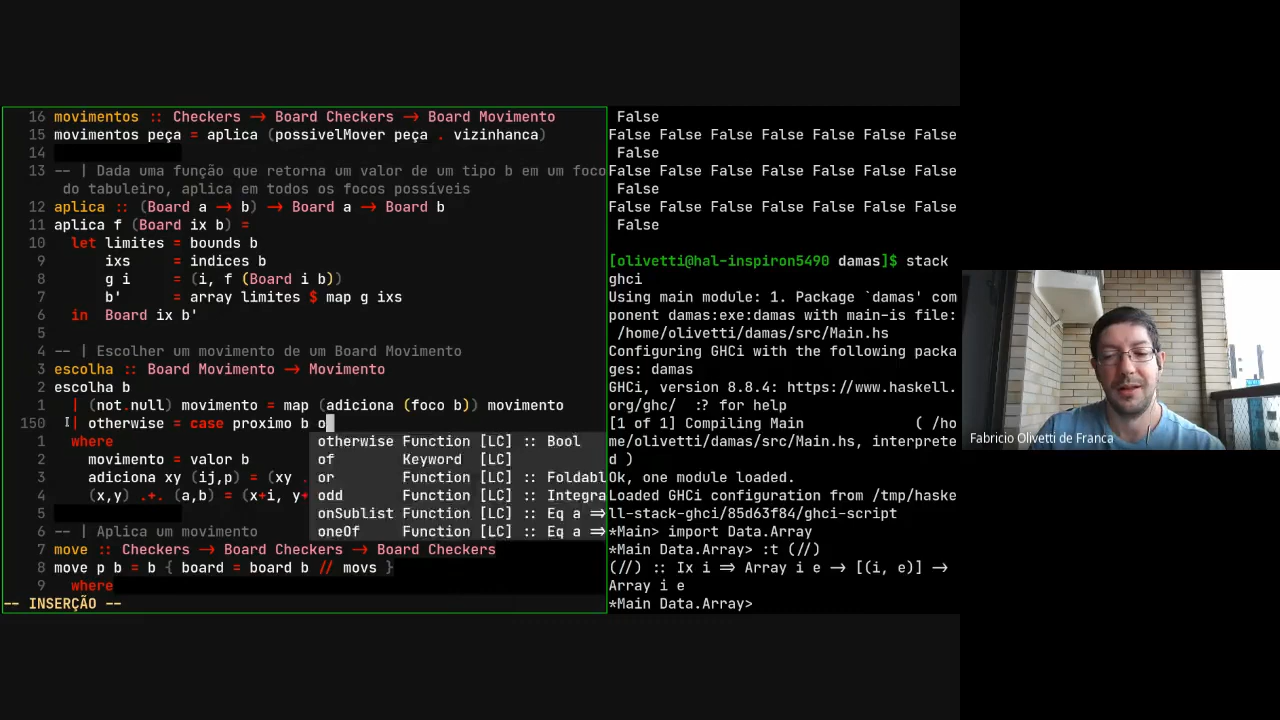 16 movimentos :: Checkers → Board Checkers → Board Movimento
15 movimentos peça = aplica (possivelMover peça . vizinhanca)
14
13 -- | Dada uma função que retorna um valor de um tipo b em um foco
do tabuleiro, aplica em todos os focos possíveis
12 aplica :: (Board a → b) → Board a → Board b
11 aplica f (Board ix b) =
10 let limites = bounds b
9 ixs = indices b
8 g i = (i, f (Board i b))
7 b' = array limites $ map g ixs
6 in Board ix b'
5
4 -- | Escolher um movimento de um Board Movimento
3 escolha :: Board Movimento → Movimento
2 escolha b
1 | (not.null) movimento = map (adiciona (foco b)) movimento
150 | otherwise = case proximo b o
1 where
2 movimento = valor b
3 adiciona xy (ij,p) = (xy .
4 (x,y) .+. (a,b) = (x+i, y+
5
6 -- | Aplica um movimento
7 move :: Checkers → Board Checkers → Board Checkers
8 move p b = b { board = board b // movs }
9 where
-- INSERÇÃO --
otherwise Function [LC] :: Bool
of Keyword [LC]
or Function [LC] :: Foldabl
odd Function [LC] :: Integra
onSublist Function [LC] :: Eq a ⇒
oneOf Function [LC] :: Eq a ⇒
False
False False False False False False False
False
False False False False False False False
False
False False False False False False False
False
[olivetti@hal-inspiron5490 damas]$ stack
ghci
Using main module: 1. Package `damas' com
ponent damas:exe:damas with main-is file:
/home/olivetti/damas/src/Main.hs
Configuring GHCi with the following packa
ges: damas
GHCi, version 8.8.4: https://www.haskell.
org/ghc/ :? for help
[1 of 1] Compiling Main ( /ho
me/olivetti/damas/src/Main.hs, interprete
d )
Ok, one module loaded.
Loaded GHCi configuration from /tmp/haske
ll-stack-ghci/85d63f84/ghci-script
*Main> import Data.Array
*Main Data.Array> :t (//)
(//) :: Ix i ⇒ Array i e → [(i, e)] →
Array i e
*Main Data.Array>
Fabricio Olivetti de Franca